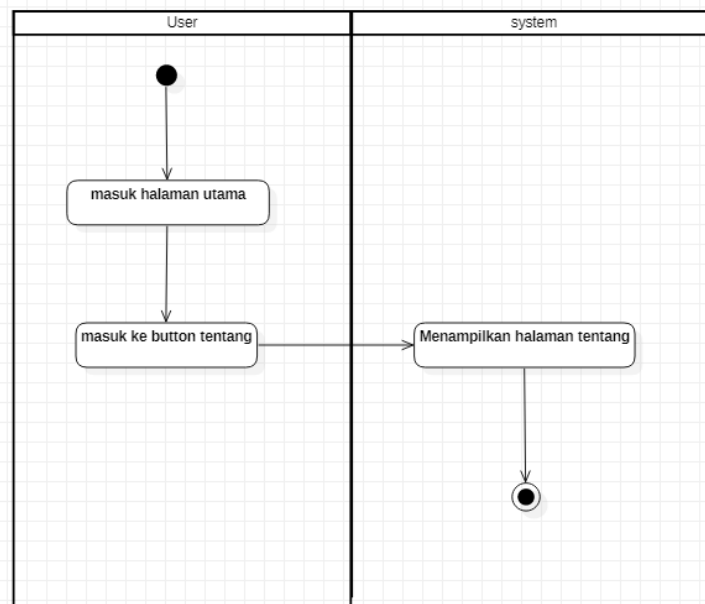 User
system
masuk halaman utama
masuk ke button tentang
Menampilkan halaman tentang